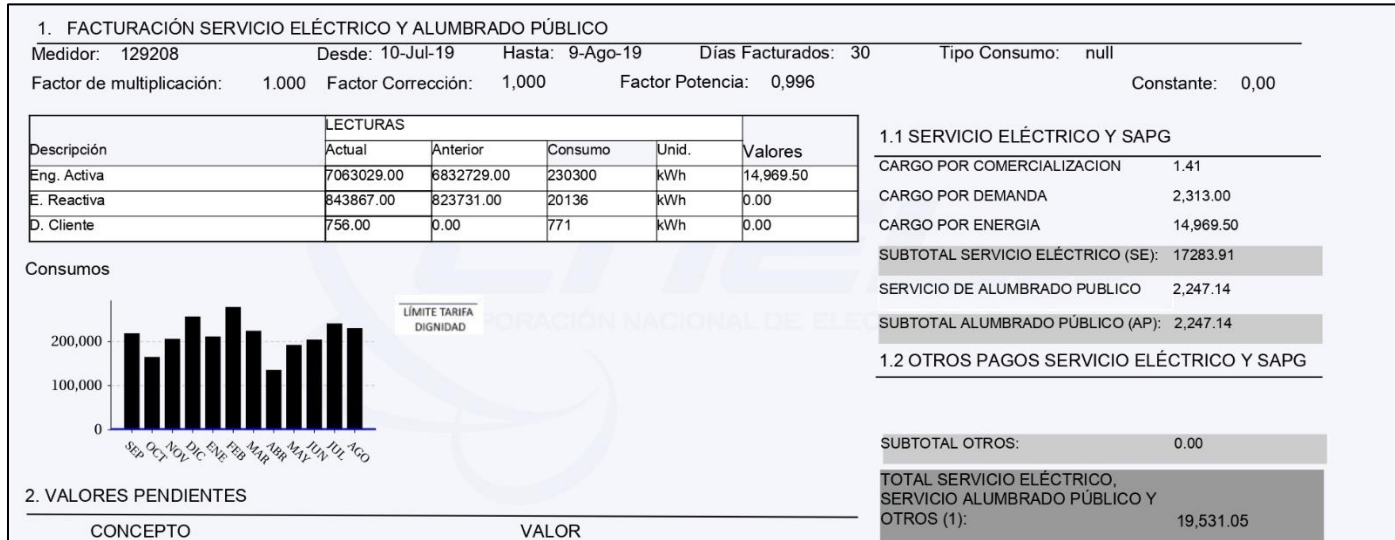 1. FACTURACIÓN SERVICIO ELÉCTRICO Y ALUMBRADO PÚBLICO
Medidor: 129208 Desde: 10-Jul-19 Hasta: 9-Ago-19 Días Facturados: 30 Tipo Consumo: null
Factor de multiplicación: 1.000 Factor Corrección: 1,000 Factor Potencia: 0,996 Constante: 0,00
LECTURAS
Descripción Actual Anterior Consumo Unid. Valores
Eng. Activa 7063029.00 6832729.00 230300 kWh 14,969.50
E. Reactiva 843867.00 823731.00 20136 kWh 0.00
D. Cliente 756.00 0.00 771 kWh 0.00
Consumos
LÍMITE TARIFA
DIGNIDAD
200,000
100,000
0
SEP OCT NOV DIC ENE FEB MAR ABR MAY JUN JUL AGO
2. VALORES PENDIENTES
CONCEPTO VALOR
1.1 SERVICIO ELÉCTRICO Y SAPG
CARGO POR COMERCIALIZACION 1.41
CARGO POR DEMANDA 2,313.00
CARGO POR ENERGIA 14,969.50
SUBTOTAL SERVICIO ELÉCTRICO (SE): 17283.91
SERVICIO DE ALUMBRADO PUBLICO 2,247.14
SUBTOTAL ALUMBRADO PÚBLICO (AP): 2,247.14
1.2 OTROS PAGOS SERVICIO ELÉCTRICO Y SAPG
SUBTOTAL OTROS: 0.00
TOTAL SERVICIO ELÉCTRICO,
SERVICIO ALUMBRADO PÚBLICO Y
OTROS (1): 19,531.05